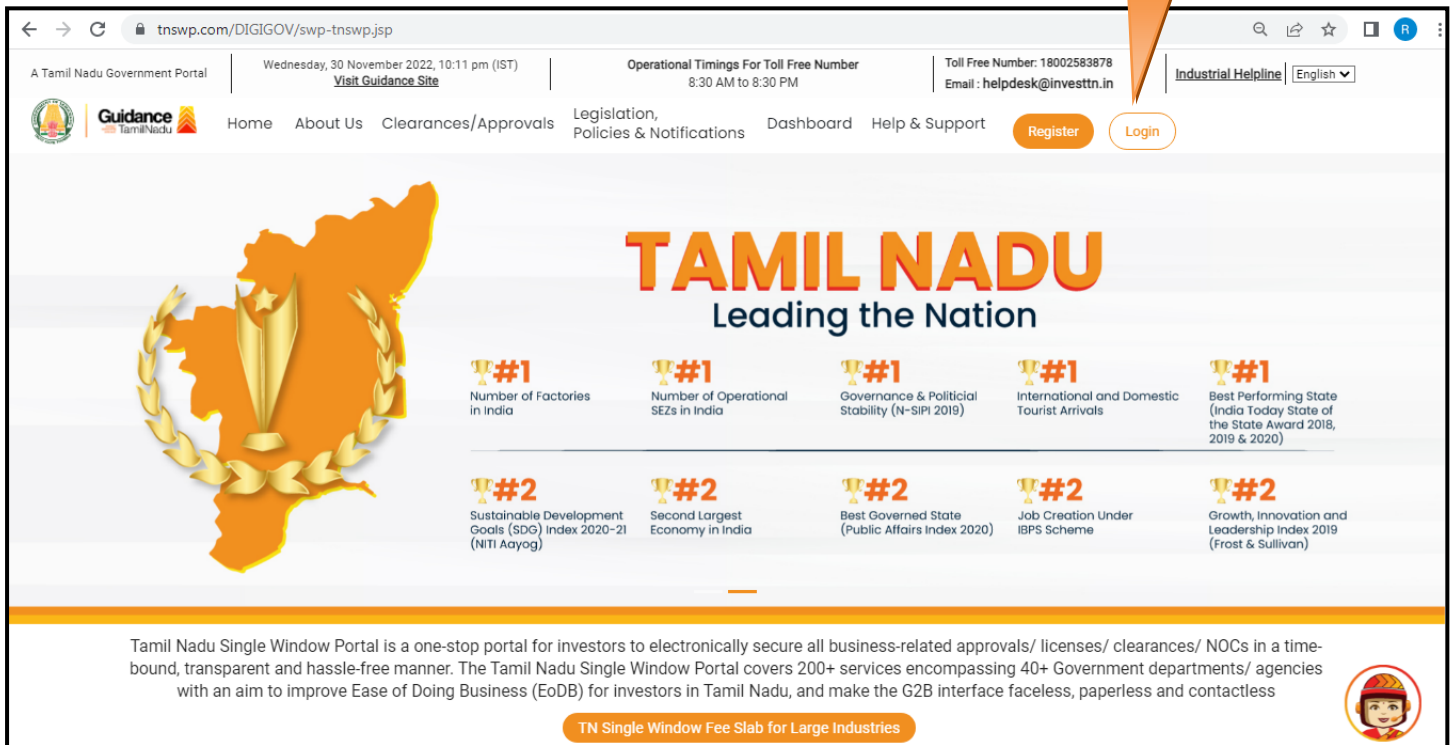 tnswp.com/DIGIGOV/swp-tnswp.jsp
R
A Tamil Nadu Government Portal
Wednesday, 30 November 2022, 10:11 pm (IST)
Visit Guidance Site
Operational Timings For Toll Free Number
8:30 AM to 8:30 PM
Toll Free Number: 18002583878
Email : helpdesk@investtn.in
Industrial Helpline
English
Guidance
TamilNadu
Home
About Us
Clearances/Approvals
Legislation,
Policies & Notifications
Dashboard
Help & Support
Register
Login
TAMIL NADU
Leading the Nation
#1
Number of Factories
in India
#1
Number of Operational
SEZs in India
#1
Governance & Politicial
Stability (N-SIPI 2019)
#1
International and Domestic
Tourist Arrivals
#1
Best Performing State
(India Today State of
the State Award 2018,
2019 & 2020)
#2
Sustainable Development
Goals (SDG) Index 2020-21
(NITI Aayog)
#2
Second Largest
Economy in India
#2
Best Governed State
(Public Affairs Index 2020)
#2
Job Creation Under
IBPS Scheme
#2
Growth, Innovation and
Leadership Index 2019
(Frost & Sullivan)
Tamil Nadu Single Window Portal is a one-stop portal for investors to electronically secure all business-related approvals/ licenses/ clearances/ NOCs in a time-
bound, transparent and hassle-free manner. The Tamil Nadu Single Window Portal covers 200+ services encompassing 40+ Government departments/ agencies
with an aim to improve Ease of Doing Business (EoDB) for investors in Tamil Nadu, and make the G2B interface faceless, paperless and contactless
TN Single Window Fee Slab for Large Industries